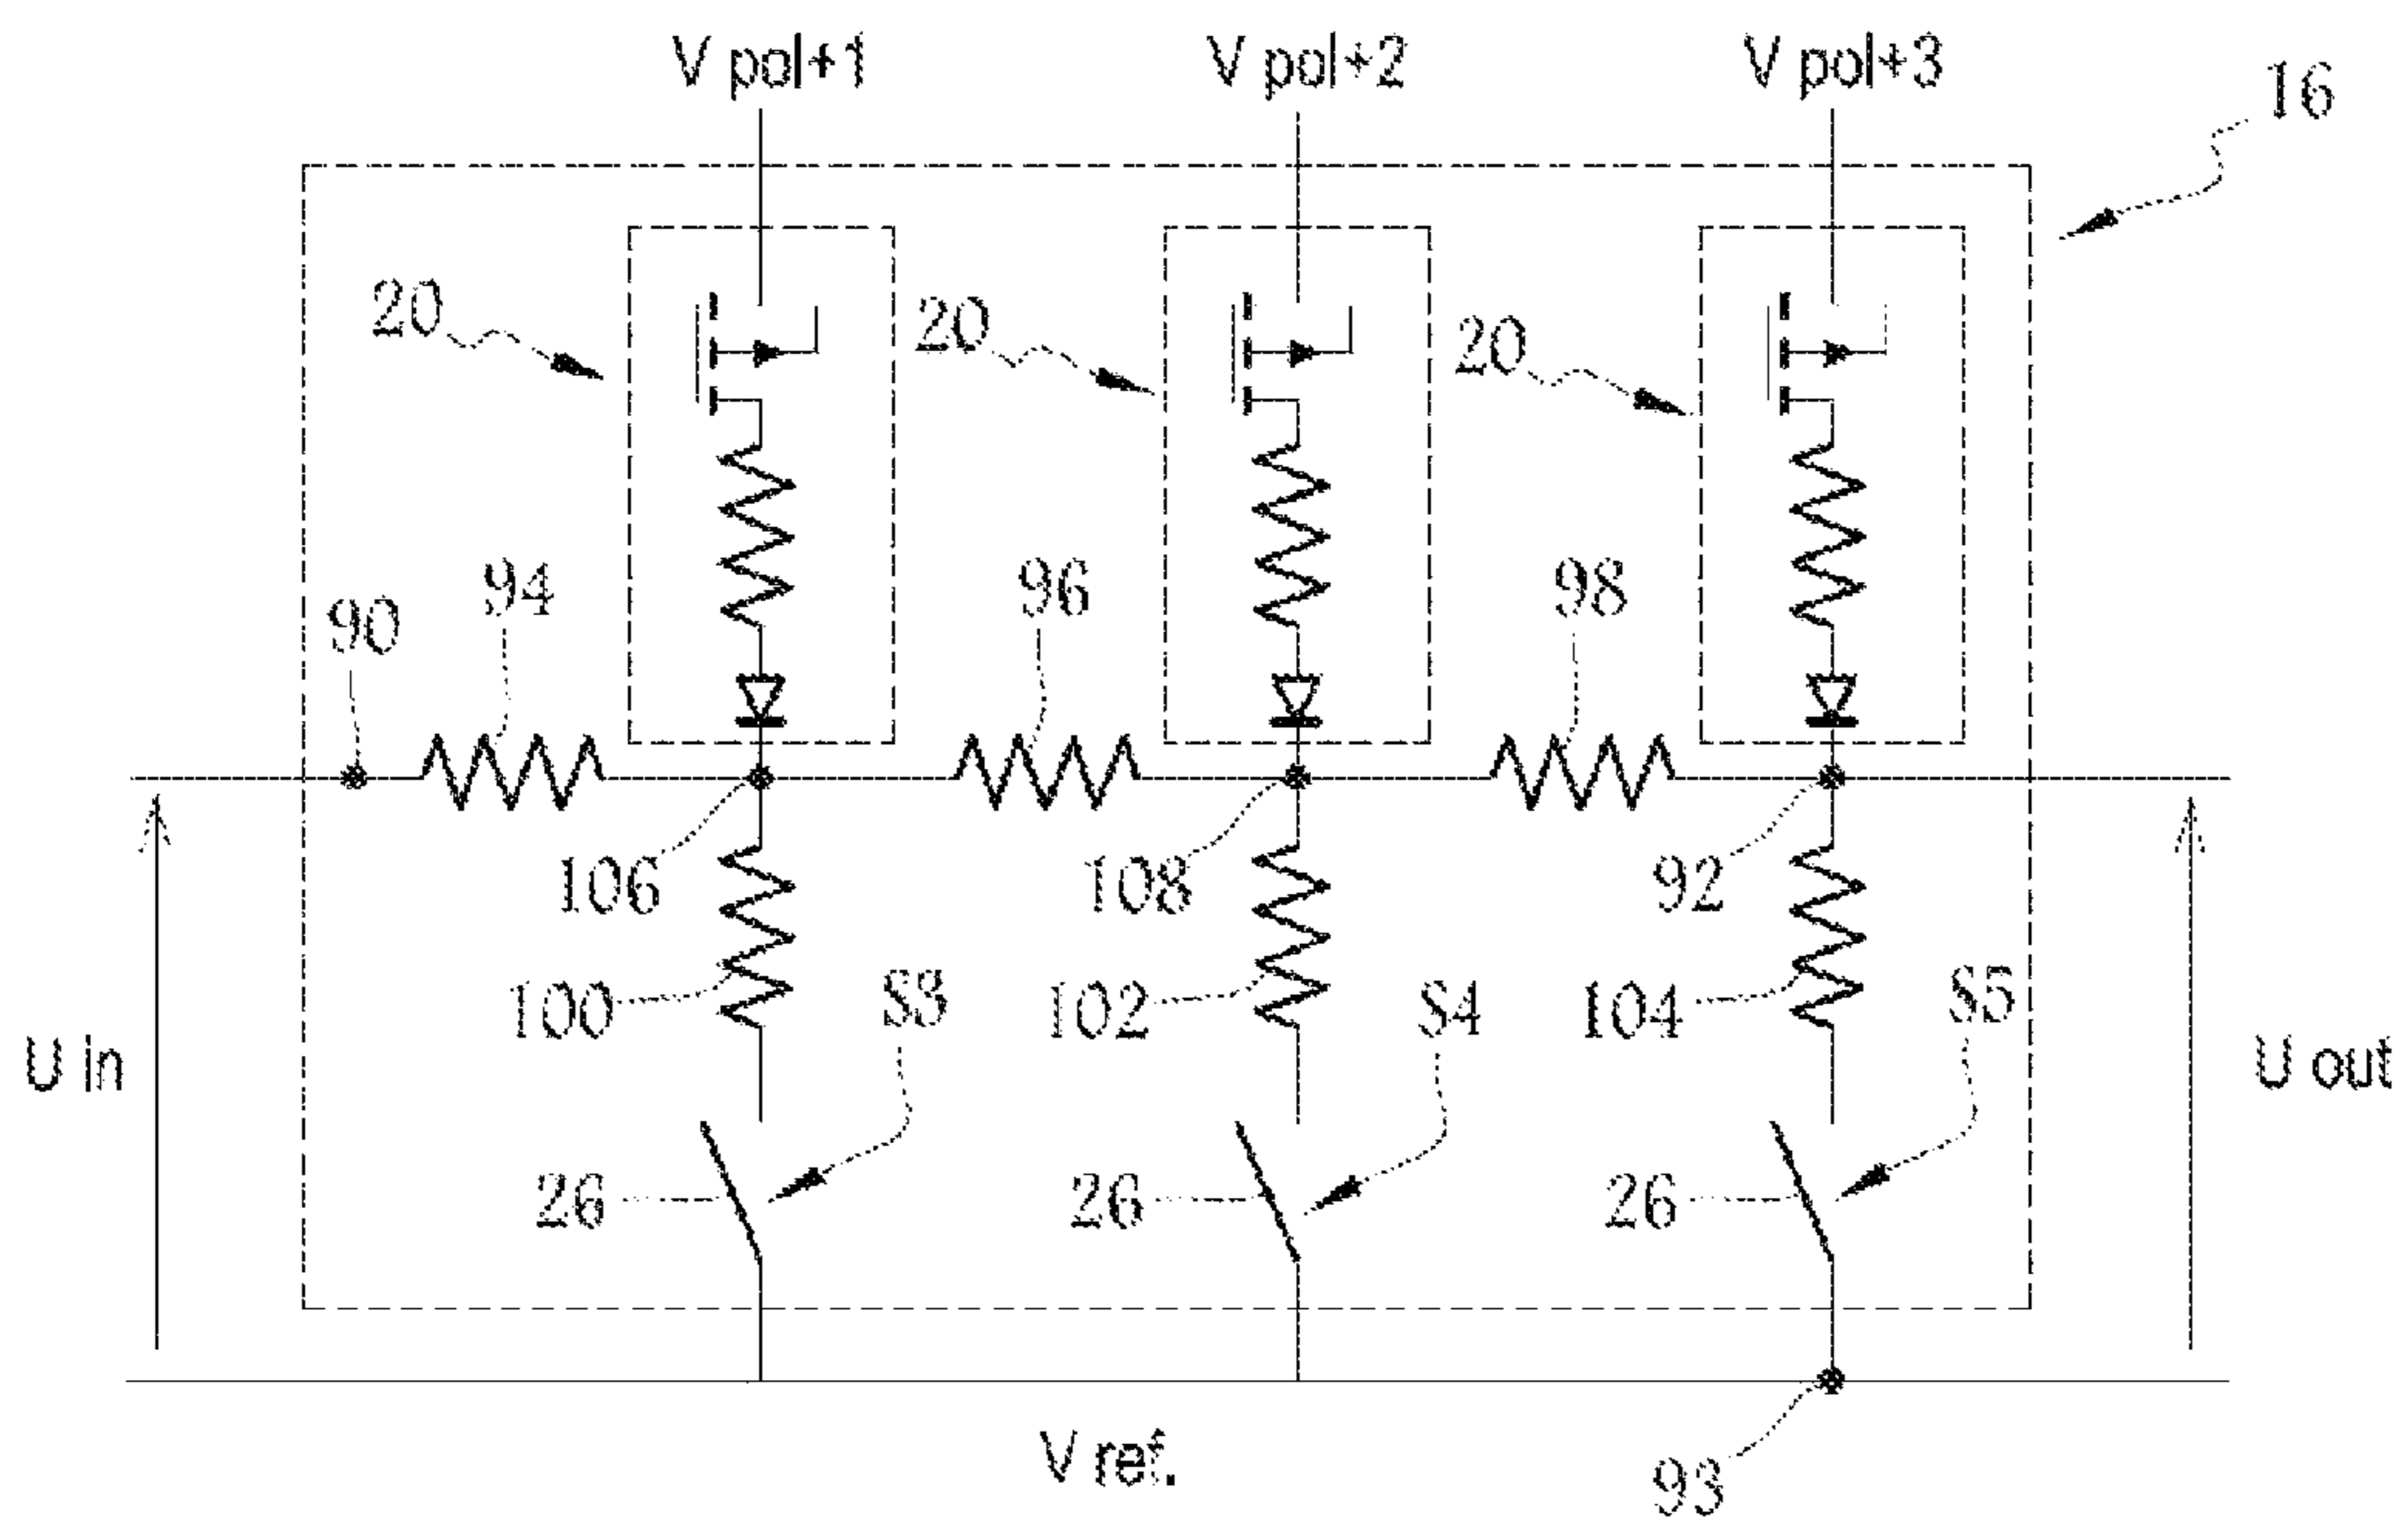 V pol+1 V pol+2 V pol+3
16
20 20 20
94 96 98
90
106 108 92
100 S3 102 S4 104 S5
U in U out
26 26 26
V ref.
93